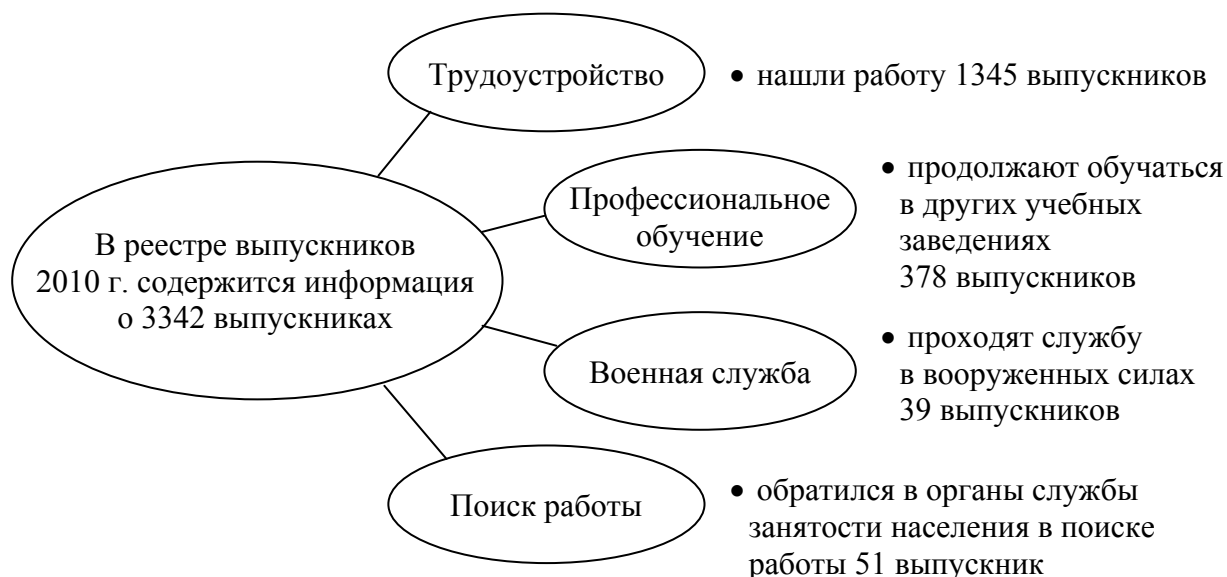 Трудоустройство
• нашли работу 1345 выпускников
Профессиональное
обучение
• продолжают обучаться
в других учебных
заведениях
378 выпускников
В реестре выпускников
2010 г. содержится информация
о 3342 выпускниках
Военная служба
• проходят службу
в вооруженных силах
39 выпускников
Поиск работы
• обратился в органы службы
занятости населения в поиске
работы 51 выпускник